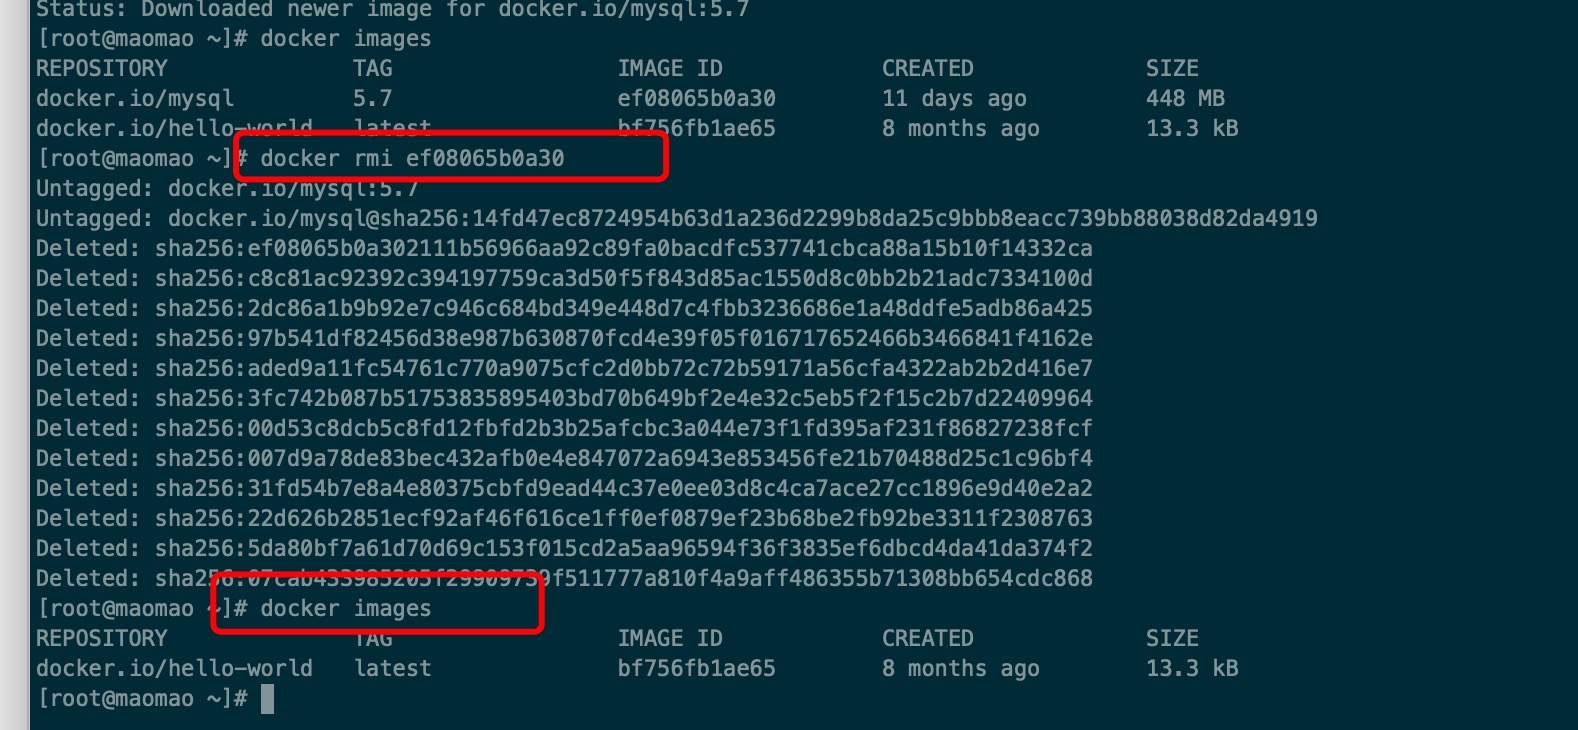 Status: Downloaded newer image for docker.io/mysql:5.7
[root@maomao ~]# docker images
REPOSITORY TAG IMAGE ID CREATED SIZE
docker.io/mysql 5.7 ef08065b0a30 11 days ago 448 MB
docker.io/hello-world latest bf756fb1ae65 8 months ago 13.3 kB
[root@maomao ~]# docker rmi ef08065b0a30
Untagged: docker.io/mysql:5.7
Untagged: docker.io/mysql@sha256:14fd47ec8724954b63d1a236d2299b8da25c9bbb8eacc739bb88038d82da4919
Deleted: sha256:ef08065b0a302111b56966aa92c89fa0bacdfc537741cbca88a15b10f14332ca
Deleted: sha256:c8c81ac92392c394197759ca3d50f5f843d85ac1550d8c0bb2b21adc7334100d
Deleted: sha256:2dc86a1b9b92e7c946c684bd349e448d7c4fbb3236686e1a48ddfe5adb86a425
Deleted: sha256:97b541df82456d38e987b630870fcd4e39f05f016717652466b3466841f4162e
Deleted: sha256:aded9a11fc54761c770a9075cfc2d0bb72c72b59171a56cfa4322ab2b2d416e7
Deleted: sha256:3fc742b087b51753835895403bd70b649bf2e4e32c5eb5f2f15c2b7d22409964
Deleted: sha256:00d53c8dcb5c8fd12fbfd2b3b25afcbc3a044e73f1fd395af231f86827238fcf
Deleted: sha256:007d9a78de83bec432afb0e4e847072a6943e853456fe21b70488d25c1c96bf4
Deleted: sha256:31fd54b7e8a4e80375cbfd9ead44c37e0ee03d8c4ca7ace27cc1896e9d40e2a2
Deleted: sha256:22d626b2851ecf92af46f616ce1ff0ef0879ef23b68be2fb92be3311f2308763
Deleted: sha256:5da80bf7a61d70d69c153f015cd2a5aa96594f36f3835ef6dbcd4da41da374f2
Deleted: sha256:07cab433985205f29909739f511777a810f4a9aff486355b71308bb654cdc868
[root@maomao ~]# docker images
REPOSITORY TAG IMAGE ID CREATED SIZE
docker.io/hello-world latest bf756fb1ae65 8 months ago 13.3 kB
[root@maomao ~]#